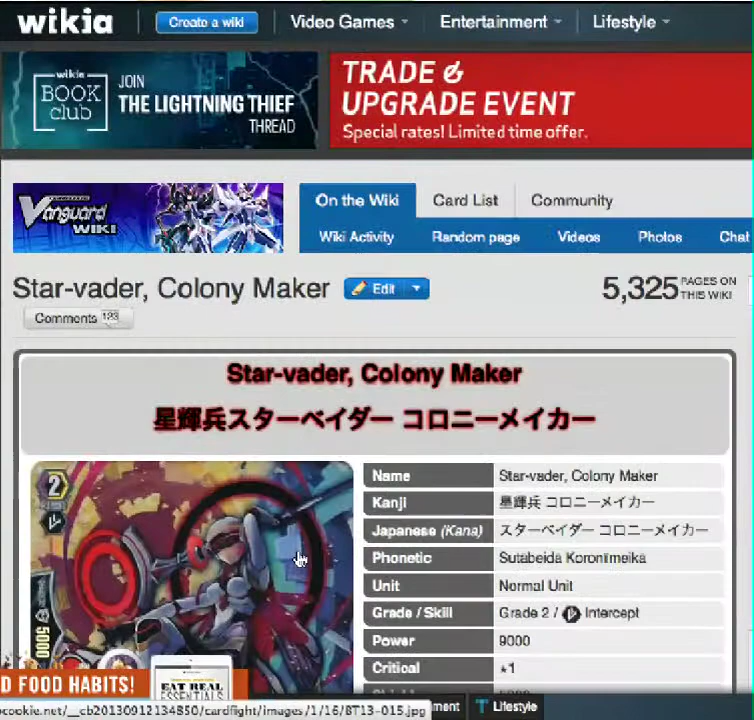 wikia
Create a wiki
Video Games
Entertainment
Lifestyle
wikia
BOOK
club
JOIN
THE LIGHTNING THIEF
THREAD
TRADE &
UPGRADE EVENT
Special rates! Limited time offer.
Vanguard
WIKI
On the Wiki
Card List
Community
Wiki Activity
Random page
Videos
Photos
Chat
Star-vader, Colony Maker
Edit
5,325 PAGES ON
THIS WIKI
Comments 123
Star-vader, Colony Maker
星輝兵スターベイダー コロニーメイカー
2
Name Star-vader, Colony Maker
Kanji 星輝兵 コロニーメイカー
Japanese (Kana) スターベイダー コロニーメイカー
Phonetic Sutabeida Koronīmeika
Unit Normal Unit
Grade / Skill Grade 2 / Intercept
Power 9000
Critical ★1
5000
D FOOD HABITS!
EAT REAL
ESSENTIALS
ocookie.net/__cb20130912134850/cardfight/images/1/16/BT13-015.jpg
ment
Lifestyle